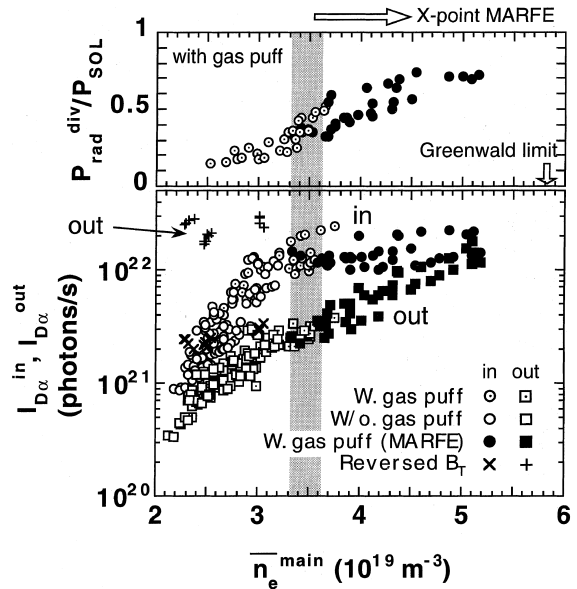 X-point MARFE
1
with gas puff
0.5
0
P_rad^div/P_SOL
Greenwald limit
out
in
10^22
out
10^21
10^20
I_Dα^in, I_Dα^out
(photons/s)
in out
W. gas puff
W/o. gas puff
W. gas puff (MARFE)
Reversed B_T
2 3 4 5 6
n̅_e^main (10^19 m^-3)